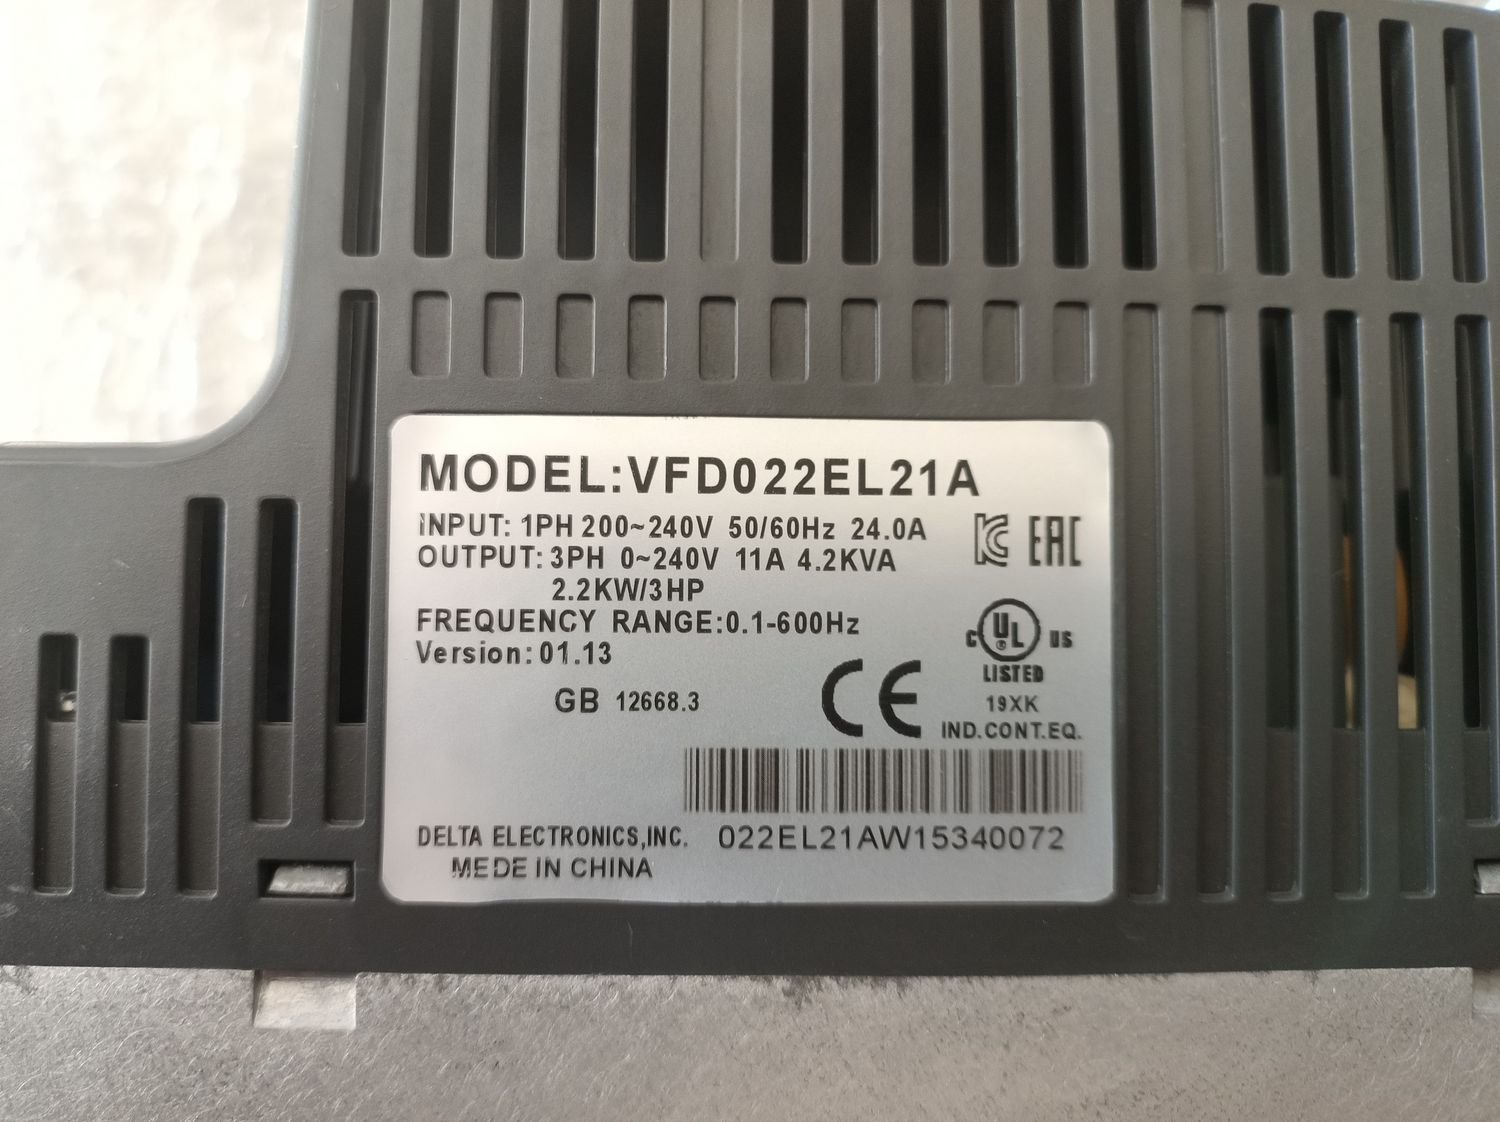 MODEL:VFD022EL21A
INPUT: 1PH 200~240V 50/60Hz 24.0A
OUTPUT: 3PH 0~240V 11A 4.2KVA
2.2KW/3HP
FREQUENCY RANGE:0.1-600Hz
Version: 01.13
GB 12668.3
KC EAC
C UL ® US
LISTED
19XK
IND.CONT.EQ.
CE
DELTA ELECTRONICS,INC. 022EL21AW15340072
MEDE IN CHINA